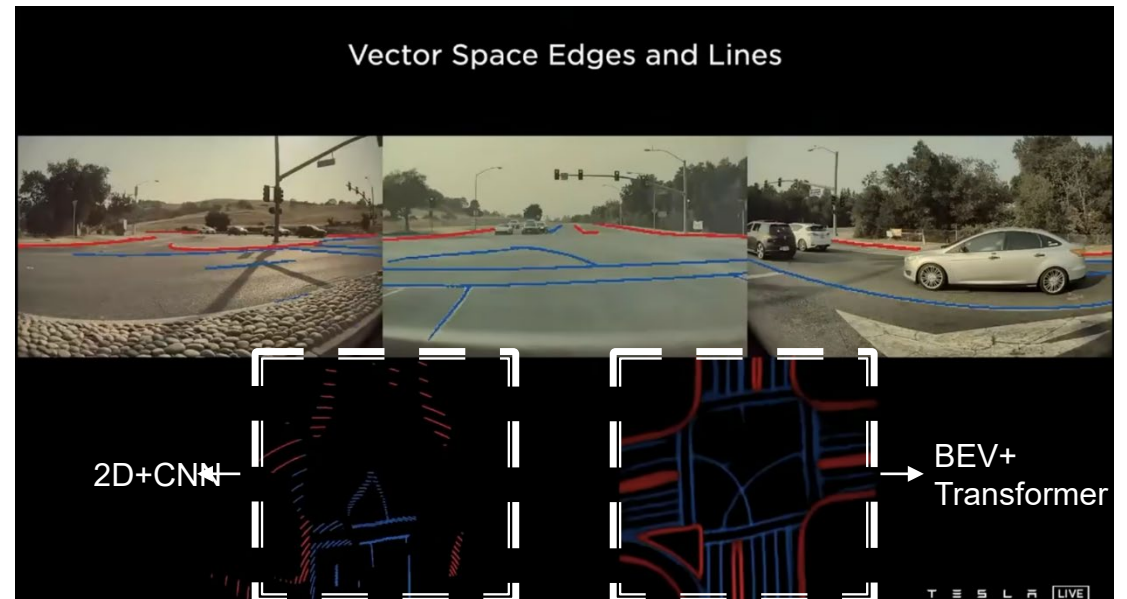 Vector Space Edges and Lines
2D+CNN
BEV+
Transformer
TESLA LIVE